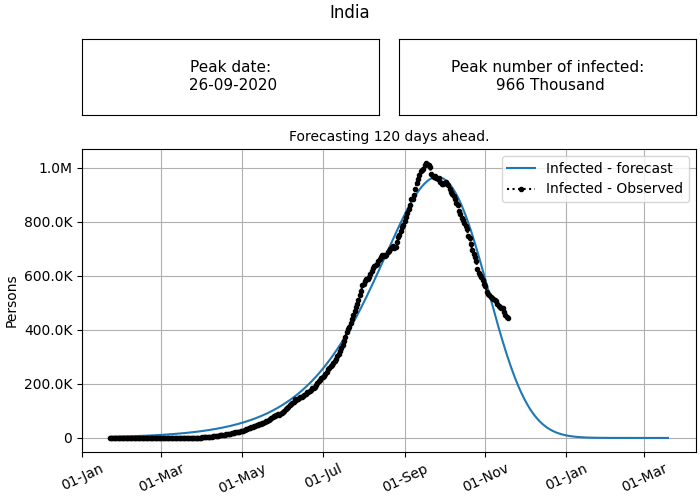 India
Peak date:
26-09-2020
Peak number of infected:
966 Thousand
Forecasting 120 days ahead.
Infected - forecast
Infected - Observed
Persons
1.0M
800.0K
600.0K
400.0K
200.0K
0
01-Jan
01-Mar
01-May
01-Jul
01-Sep
01-Nov
01-Jan
01-Mar